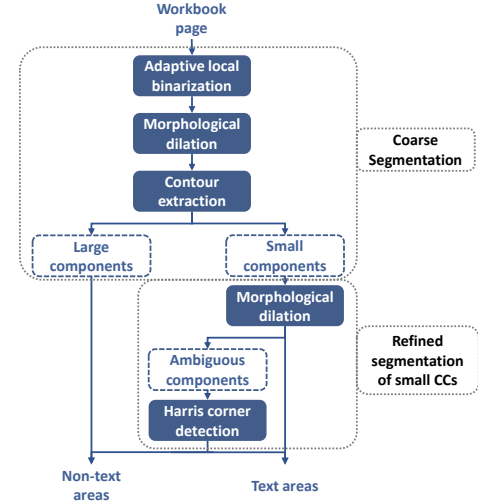 Workbook
page
Adaptive local
binarization
Morphological
dilation
Contour
extraction
Coarse
Segmentation
Large
components
Small
components
Morphological
dilation
Ambiguous
components
Refined
segmentation
of small CCs
Harris corner
detection
Non-text
areas
Text areas